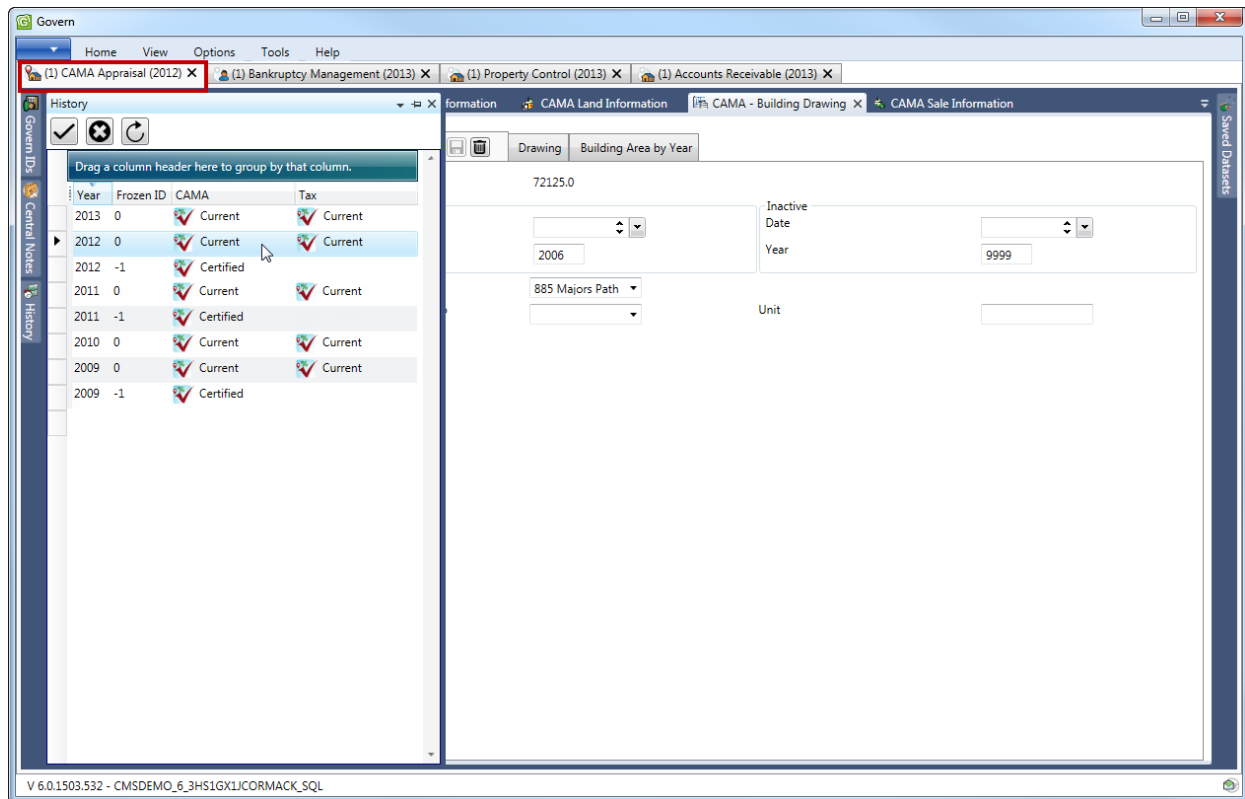 Govern
Home View Options Tools Help
(1) CAMA Appraisal (2012) (1) Bankruptcy Management (2013) (1) Property Control (2013) (1) Accounts Receivable (2013)
History formation CAMA Land Information CAMA - Building Drawing CAMA Sale Information
Govern IDs
Central Notes
History
Saved Datasets
Drawing Building Area by Year
Drag a column header here to group by that column.
72125.0
Year Frozen ID CAMA Tax
Inactive
2013 0 Current Current
Date
2012 0 Current Current
2006 Year 9999
2012 -1 Certified
2011 0 Current Current
885 Majors Path
2011 -1 Certified
Unit
2010 0 Current Current
2009 0 Current Current
2009 -1 Certified
V 6.0.1503.532 - CMSDEMO_6_3HS1GX1JCORMACK_SQL